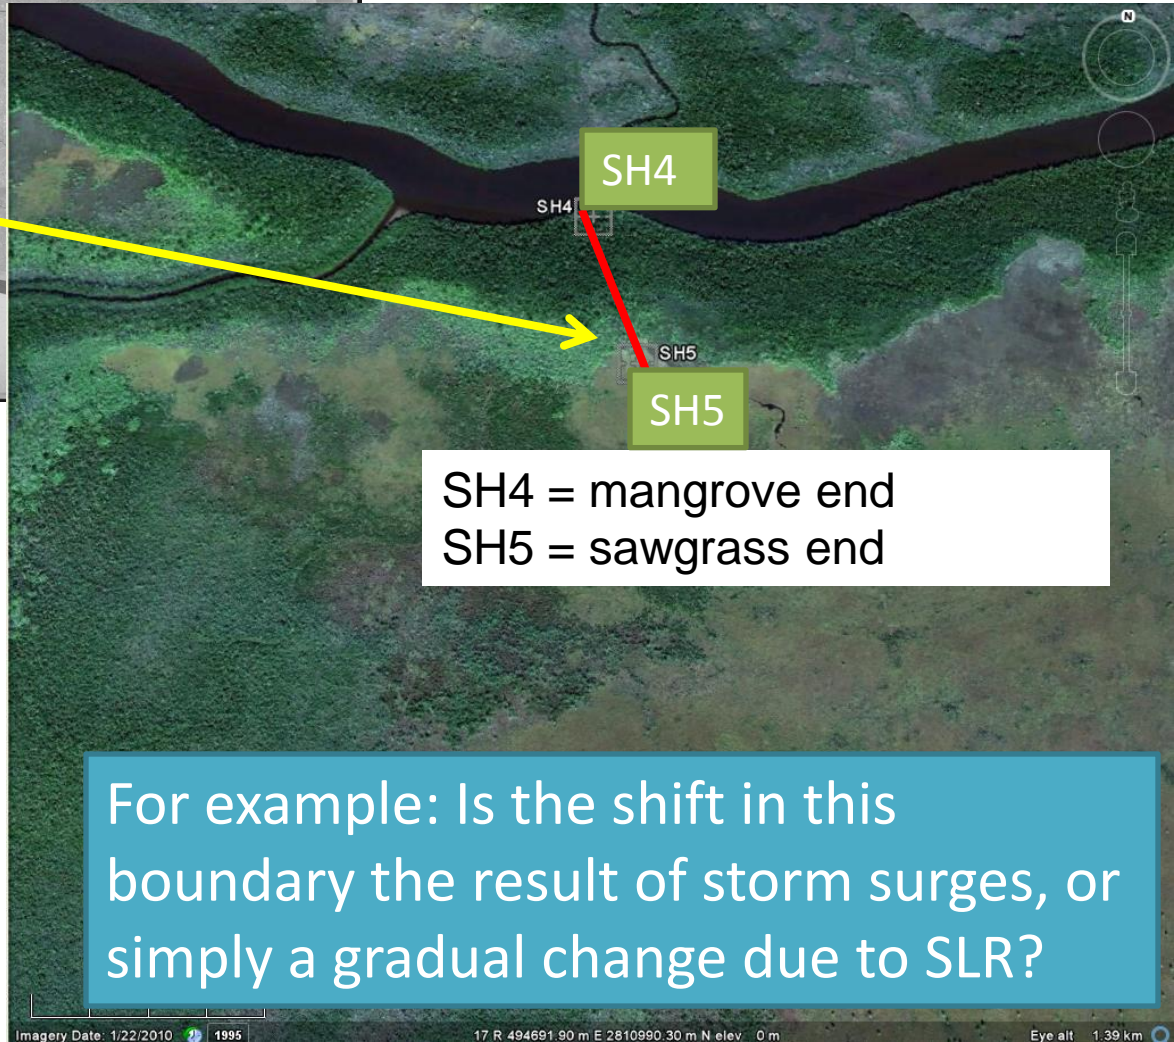 N
SH4
SH4
SH5
SH5
SH4 = mangrove end
SH5 = sawgrass end
For example: Is the shift in this
boundary the result of storm surges, or
simply a gradual change due to SLR?
Imagery Date: 1/22/2010 1995 17 R 494691.90 m E 2810990.30 m N elev 0 m Eye alt 1.39 km